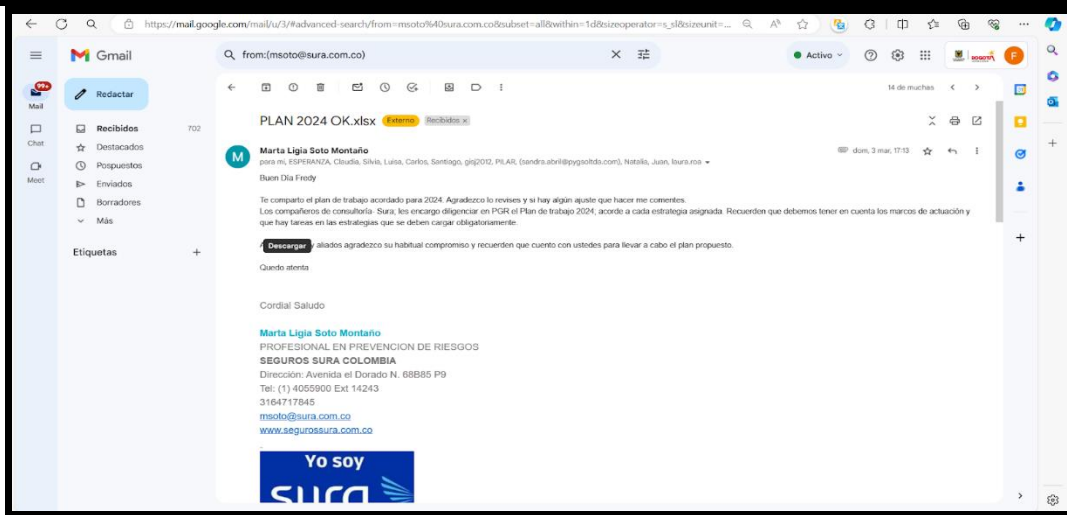 https://mail.google.com/mail/u/3/#advanced-search/from=msoto%40sura.com.co&subset=all&within=1d&sizeoperator=s_sl&sizeunit=...
Gmail
from:(msoto@sura.com.co)
Activo
BOGOTÁ
F
99+
Mail
Chat
Meet
Redactar
Recibidos 702
Destacados
Pospuestos
Enviados
Borradores
Más
Etiquetas
14 de muchas
PLAN 2024 OK.xlsx Externo Recibidos x
M
Marta Ligia Soto Montaño
dom, 3 mar, 17:13
para mi, ESPERANZA, Claudia, Silvia, Luisa, Carlos, Santiago, gisj2012, PILAR, (sandra.abril@pygsoltda.com), Natalia, Juan, laura.roa
Buen Día Fredy
Te comparto el plan de trabajo acordado para 2024. Agradezco lo revises y si hay algún ajuste que hacer me comentes.
Los compañeros de consultoría- Sura; les encargo diligenciar en PGR el Plan de trabajo 2024; acorde a cada estrategia asignada. Recuerden que debemos tener en cuenta los marcos de actuación y
que hay tareas en las estrategias que se deben cargar obligatoriamente.
Descargar y aliados agradezco su habitual compromiso y recuerden que cuento con ustedes para llevar a cabo el plan propuesto.
Quedo atenta
Cordial Saludo
Marta Ligia Soto Montaño
PROFESIONAL EN PREVENCION DE RIESGOS
SEGUROS SURA COLOMBIA
Dirección: Avenida el Dorado N. 68B85 P9
Tel: (1) 4055900 Ext 14243
3164717845
msoto@sura.com.co
www.segurossura.com.co
Yo soy
sura